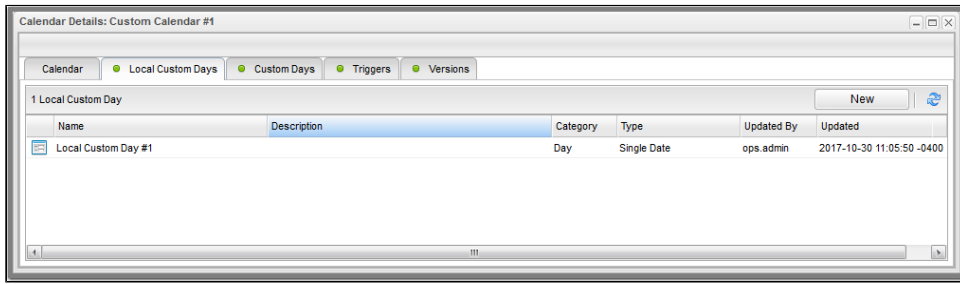 Calendar Details: Custom Calendar #1
Calendar Local Custom Days Custom Days Triggers Versions
1 Local Custom Day New
Name Description Category Type Updated By Updated
Local Custom Day #1 Day Single Date ops.admin 2017-10-30 11:05:50 -0400